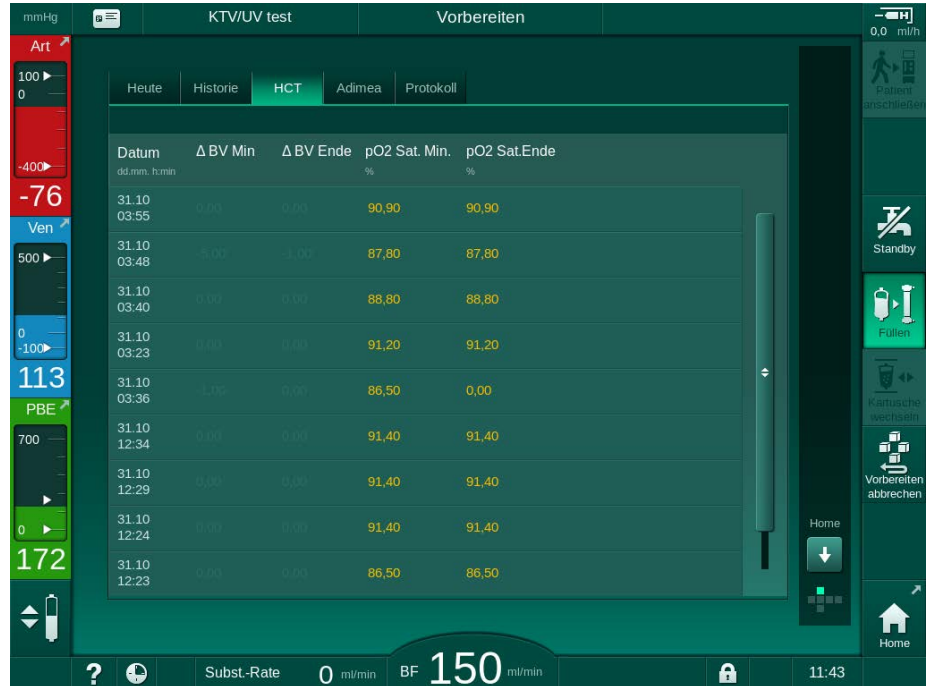 mmHg
KTV/UV test
Vorbereiten
0,0 ml/h
Art
100
0
-400
-76
Ven
500
0
-100
113
PBE
700
0
172
Heute
Historie
HCT
Adimea
Protokoll
Datum Δ BV Min Δ BV Ende pO2 Sat. Min. pO2 Sat.Ende
dd.mm. h:min % %
31.10 03:55 0,00 0,00 90,90 90,90
31.10 03:48 -5,00 -1,00 87,80 87,80
31.10 03:40 0,00 0,00 88,80 88,80
31.10 03:23 0,00 0,00 91,20 91,20
31.10 03:36 -1,00 0,00 86,50 0,00
31.10 12:34 0,00 0,00 91,40 91,40
31.10 12:29 0,00 0,00 91,40 91,40
31.10 12:24 0,00 0,00 91,40 91,40
31.10 12:23 0,00 0,00 86,50 86,50
Home
Patient
anschließen
Standby
Füllen
Kartusche
wechseln
Vorbereiten
abbrechen
Home
?
Subst.-Rate 0 ml/min
BF 150 ml/min
11:43